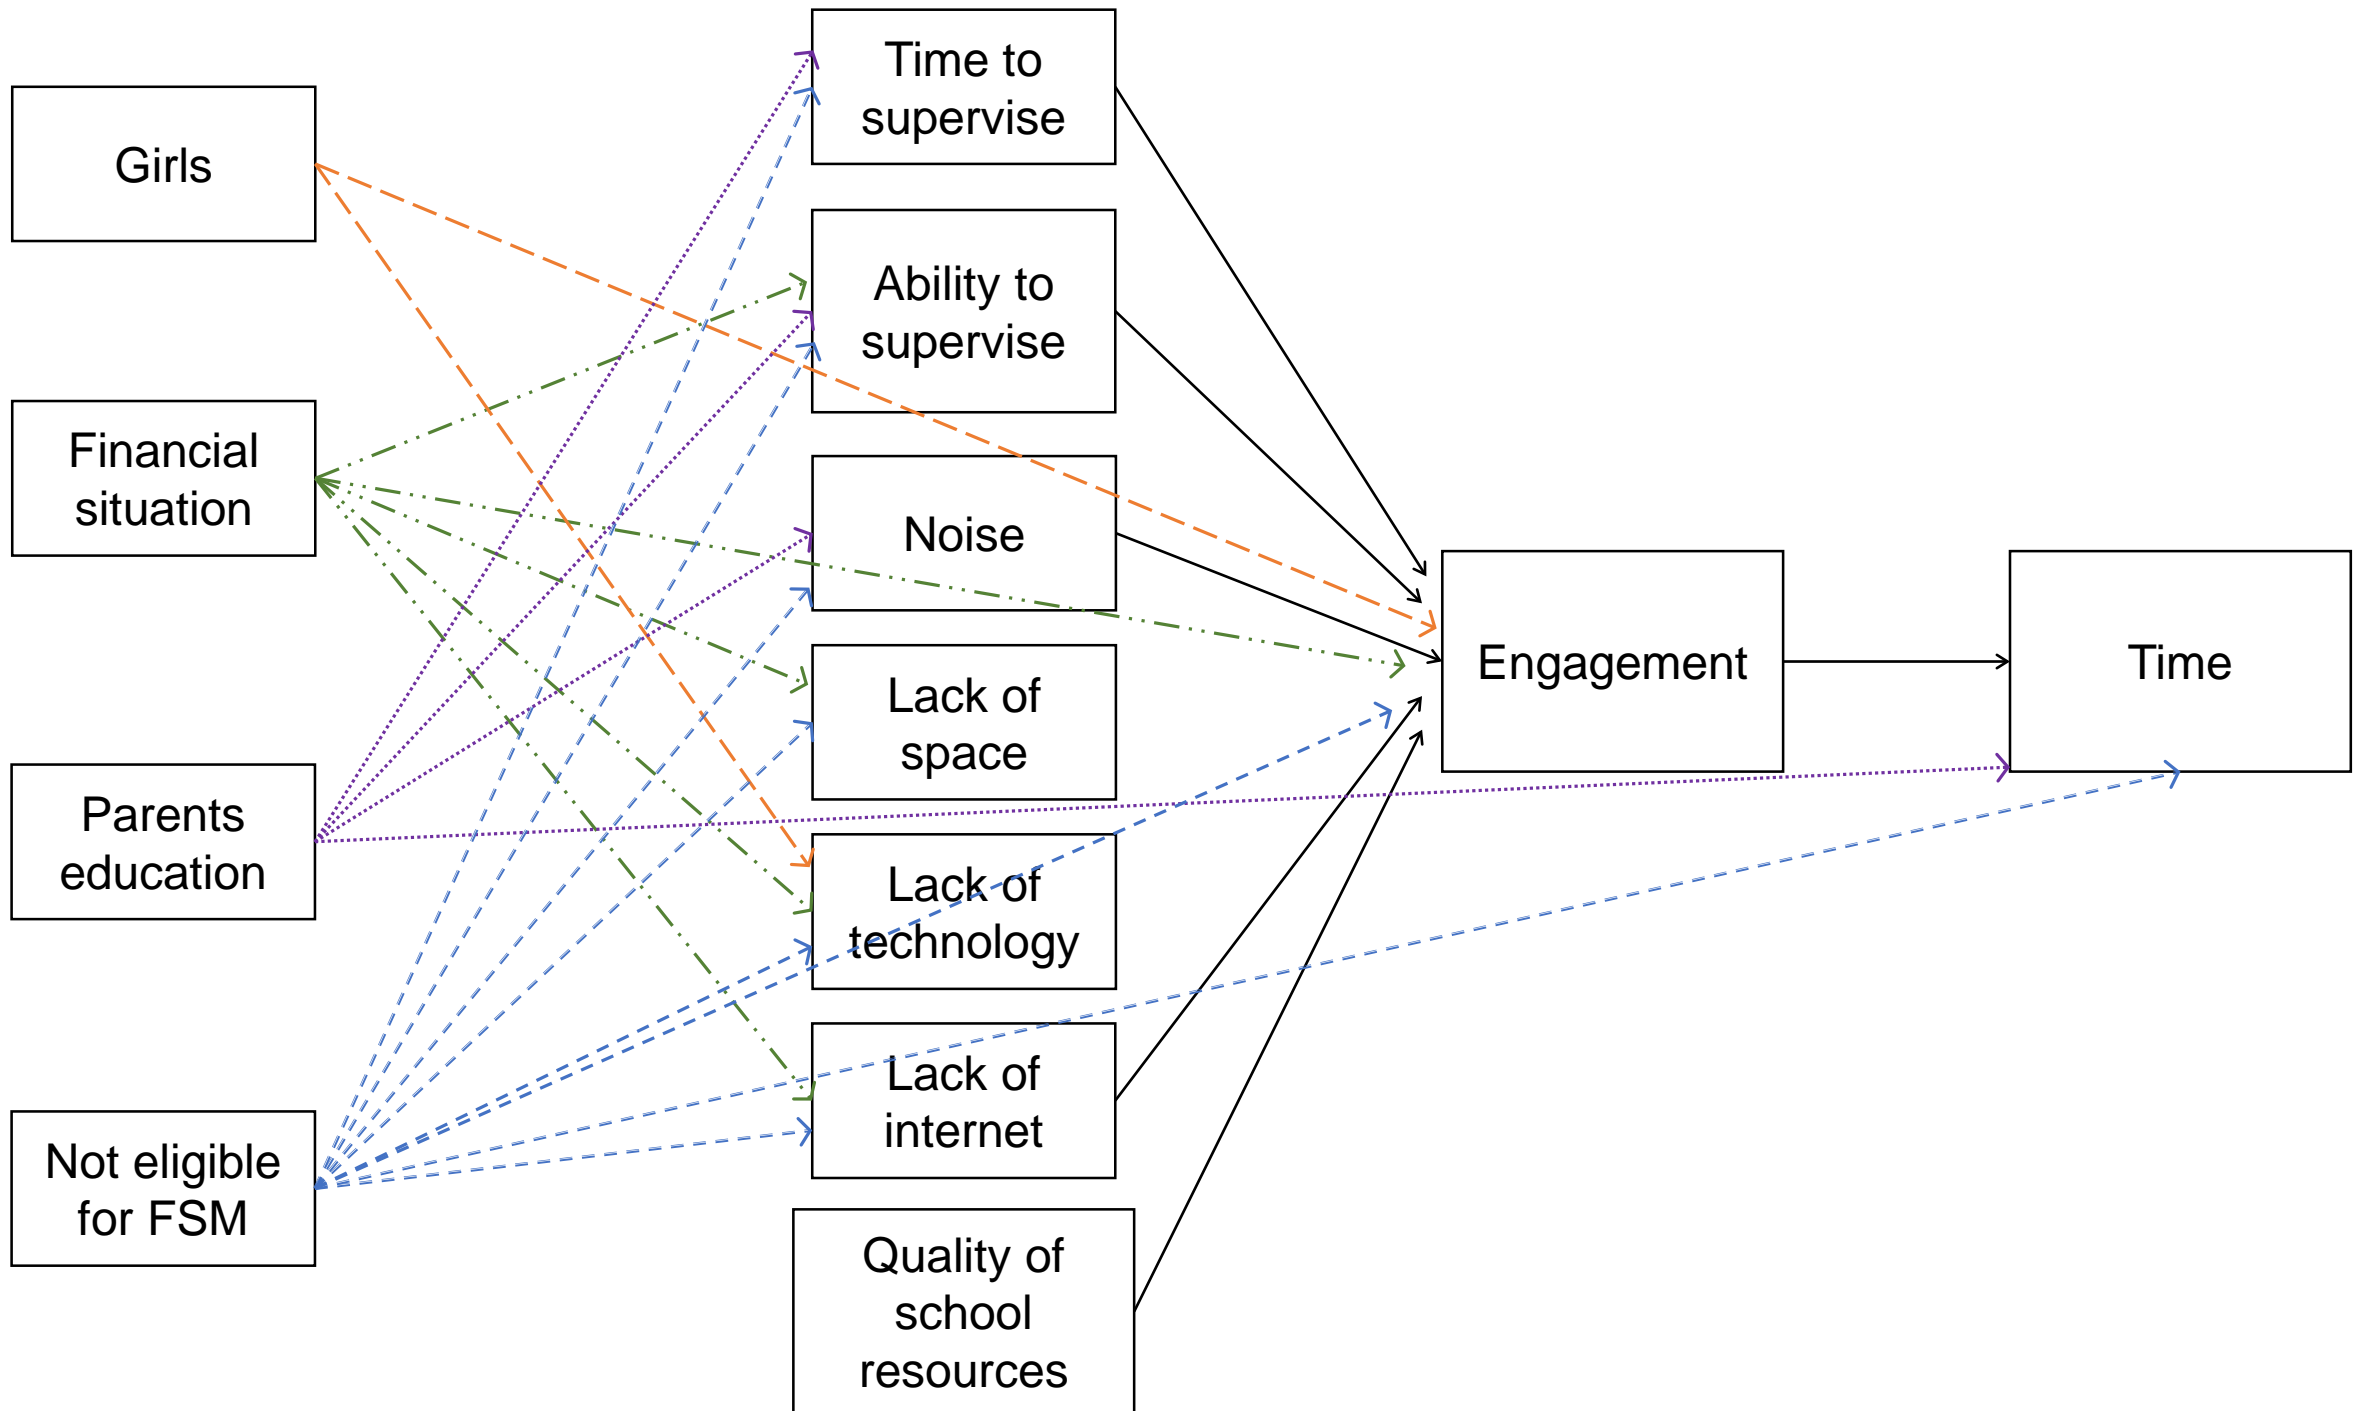 Girls
Financial
situation
Parents
education
Not eligible
for FSM
Time to
supervise
Ability to
supervise
Noise
Lack of
space
Lack of
technology
Lack of
internet
Quality of
school
resources
Engagement
Time